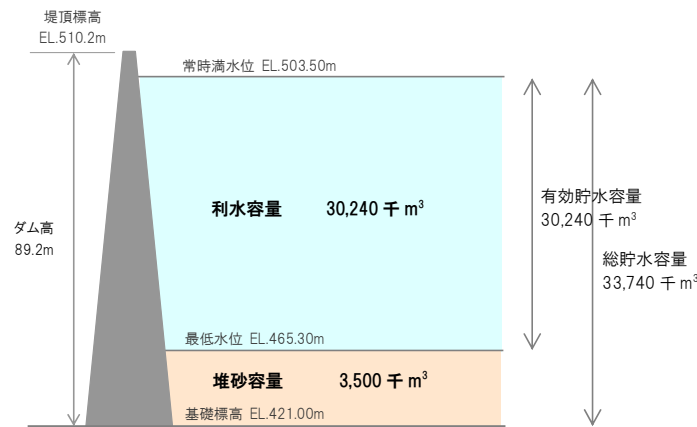 堤頂標高
EL.510.2m
常時満水位 EL.503.50m
利水容量 30,240 千 m³
有効貯水容量
30,240 千 m³
ダム高
89.2m
総貯水容量
33,740 千 m³
最低水位 EL.465.30m
堆砂容量 3,500 千 m³
基礎標高 EL.421.00m